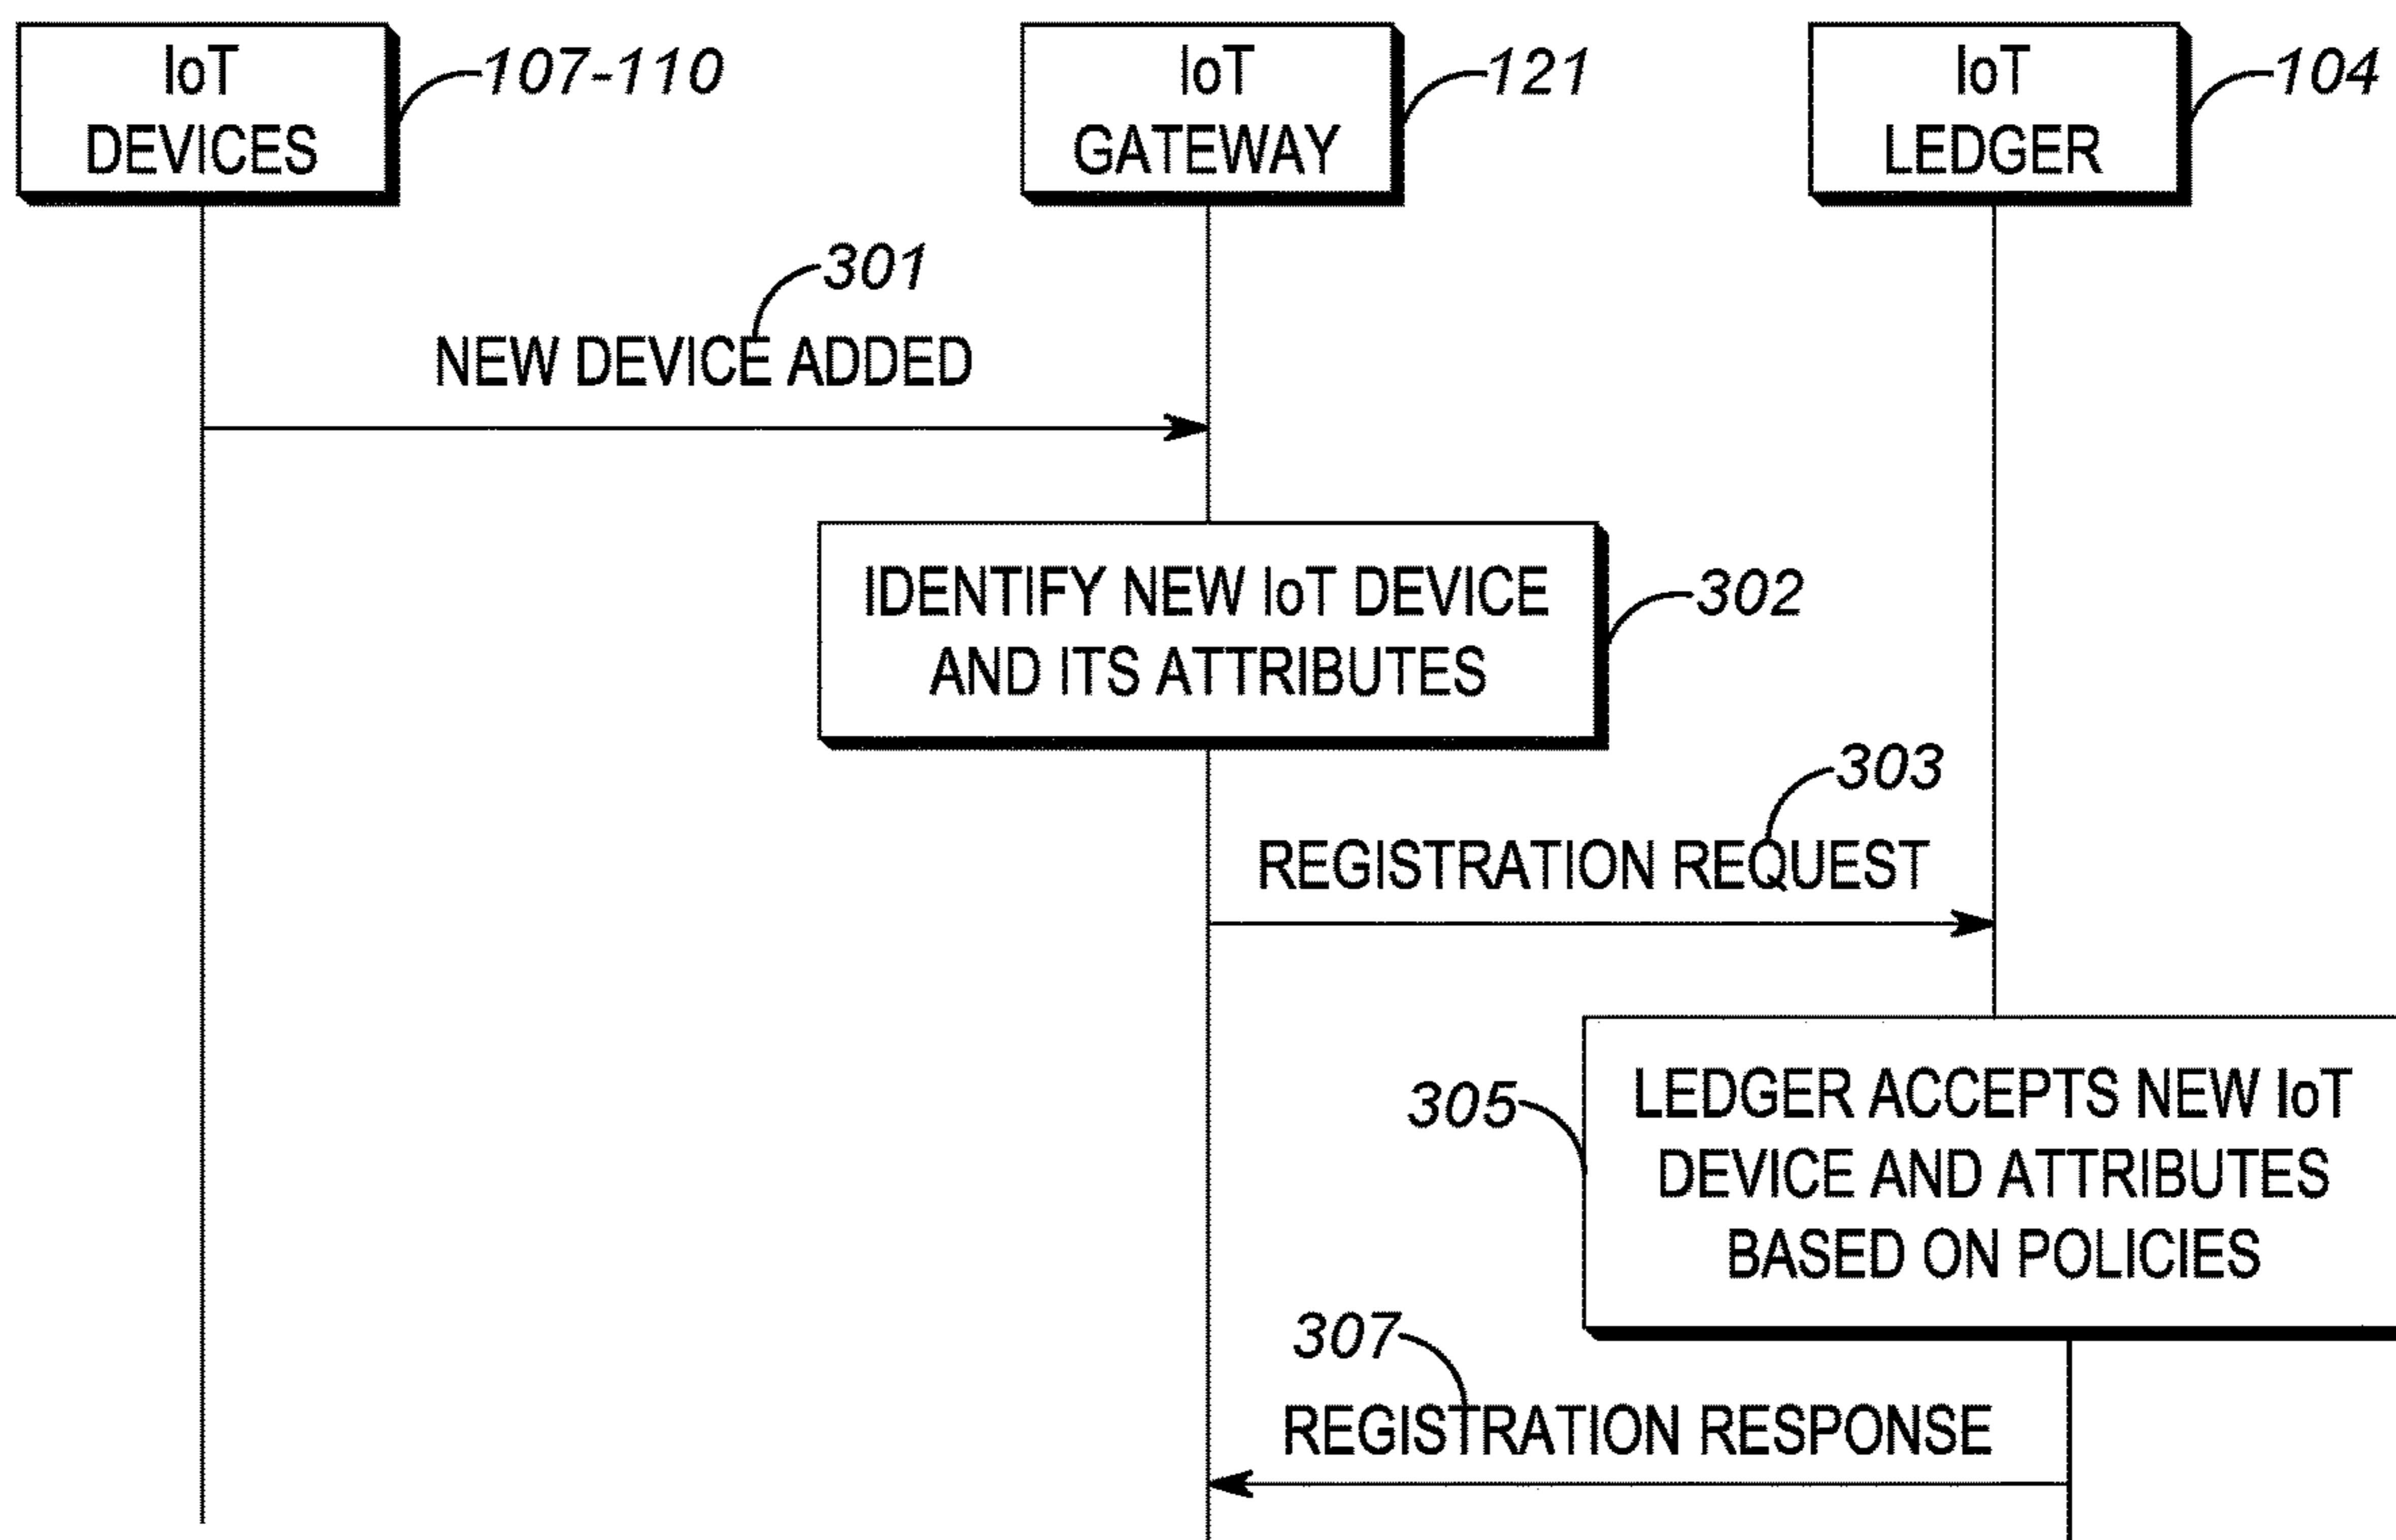 IoT
DEVICES
107-110
IoT
GATEWAY
121
IoT
LEDGER
104
301
NEW DEVICE ADDED
IDENTIFY NEW IoT DEVICE
AND ITS ATTRIBUTES
302
303
REGISTRATION REQUEST
305
LEDGER ACCEPTS NEW IoT
DEVICE AND ATTRIBUTES
BASED ON POLICIES
307
REGISTRATION RESPONSE